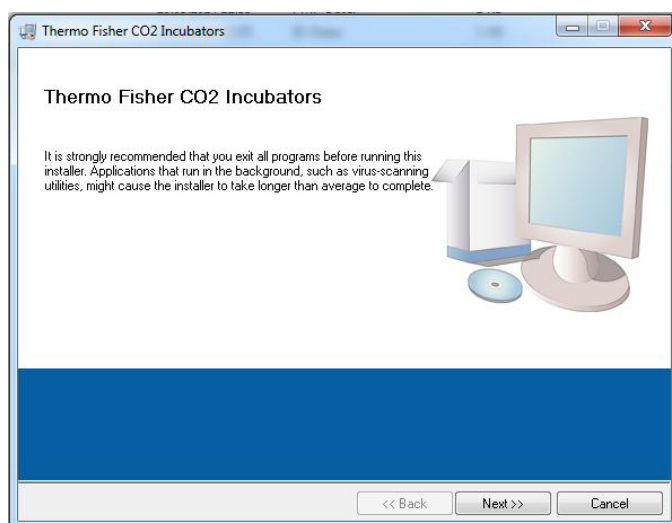 Thermo Fisher CO2 Incubators
Thermo Fisher CO2 Incubators
It is strongly recommended that you exit all programs before running this
installer. Applications that run in the background, such as virus-scanning
utilities, might cause the installer to take longer than average to complete.
<< Back
Next >>
Cancel